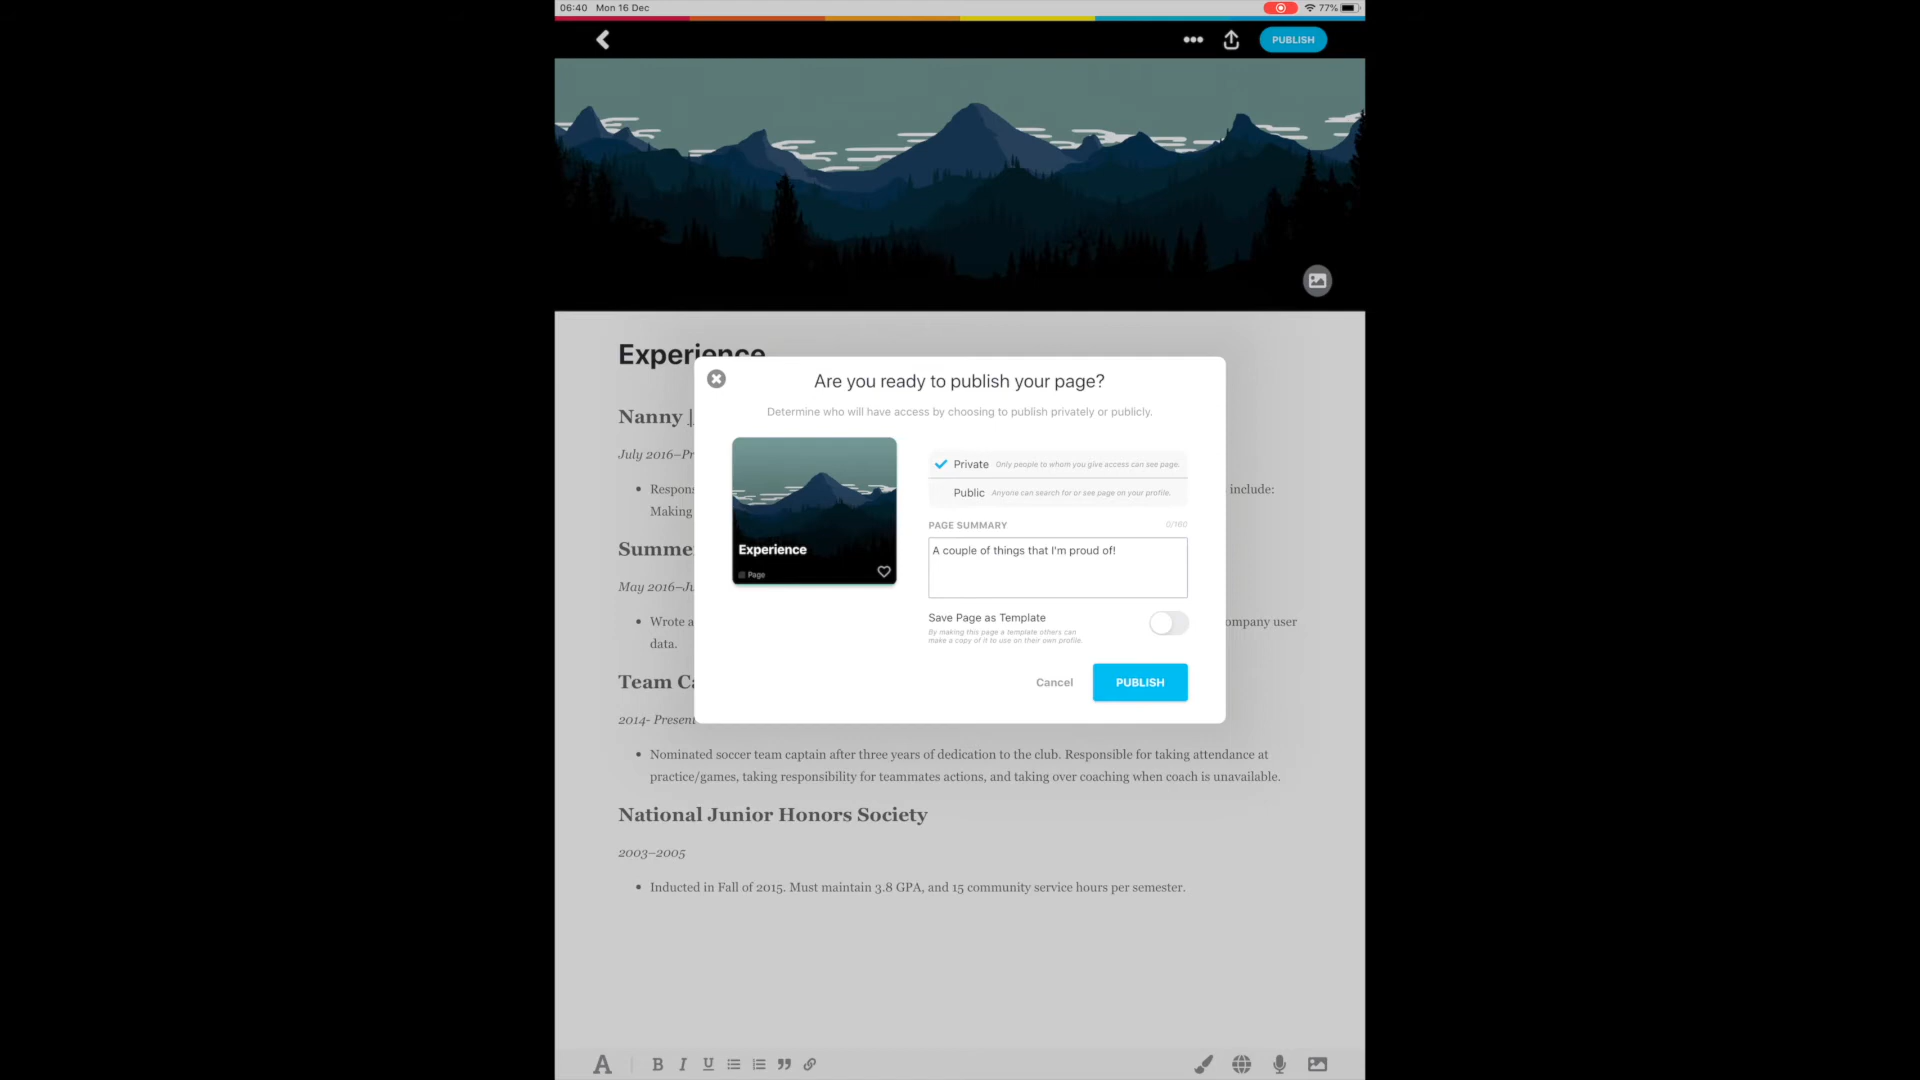 06:40 Mon 16 Dec
77%
PUBLISH
Experience
Are you ready to publish your page?
Determine who will have access by choosing to publish privately or publicly.
Nanny
July 2016–Pr
Private Only people to whom you give access can see page.
Public Anyone can search for or see page on your profile.
Respons include:
Making
PAGE SUMMARY 0/160
A couple of things that I'm proud of!
Experience
Page
Summe
May 2016–Ju
Wrote a ompany user
data.
Save Page as Template
By making this page a template others can
make a copy of it to use on their own profile.
Cancel PUBLISH
Team Ca
2014- Present
Nominated soccer team captain after three years of dedication to the club. Responsible for taking attendance at
practice/games, taking responsibility for teammates actions, and taking over coaching when coach is unavailable.
National Junior Honors Society
2003–2005
Inducted in Fall of 2015. Must maintain 3.8 GPA, and 15 community service hours per semester.
A B I U